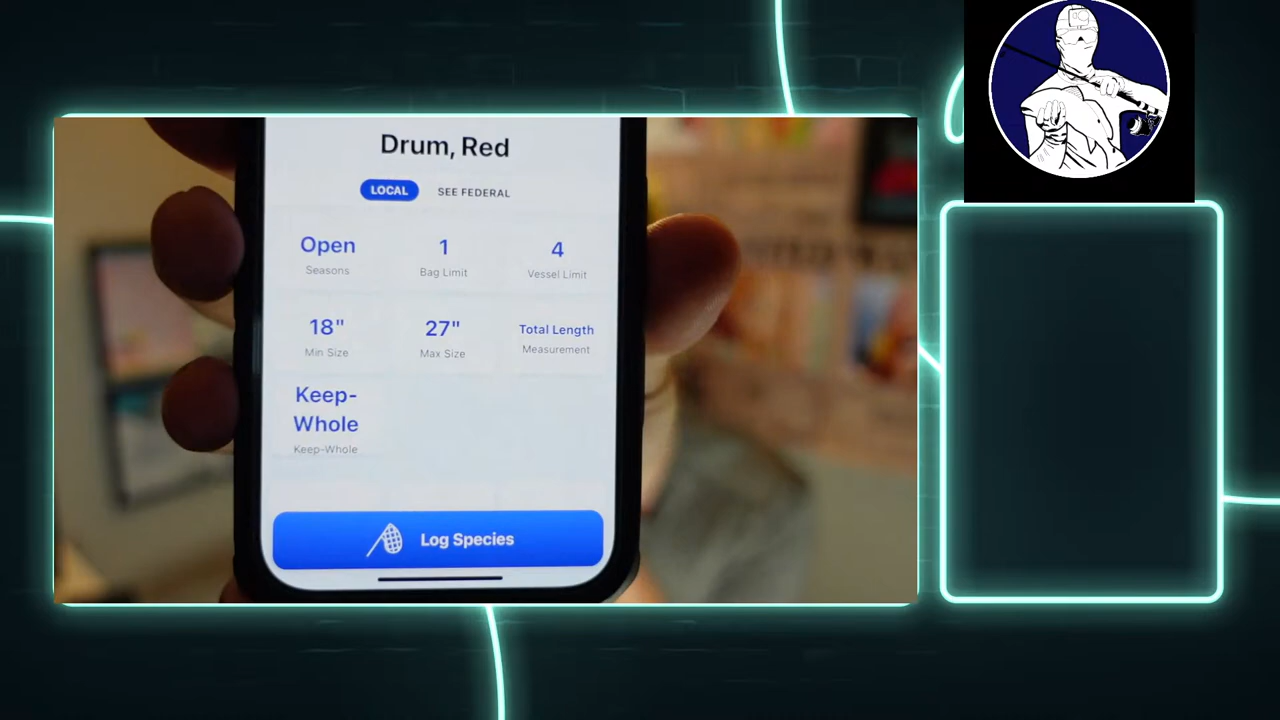 Drum, Red
LOCAL SEE FEDERAL
Open 1 4
Seasons Bag Limit Vessel Limit
18" 27" Total Length
Min Size Max Size Measurement
Keep-
Whole
Keep-Whole
Log Species